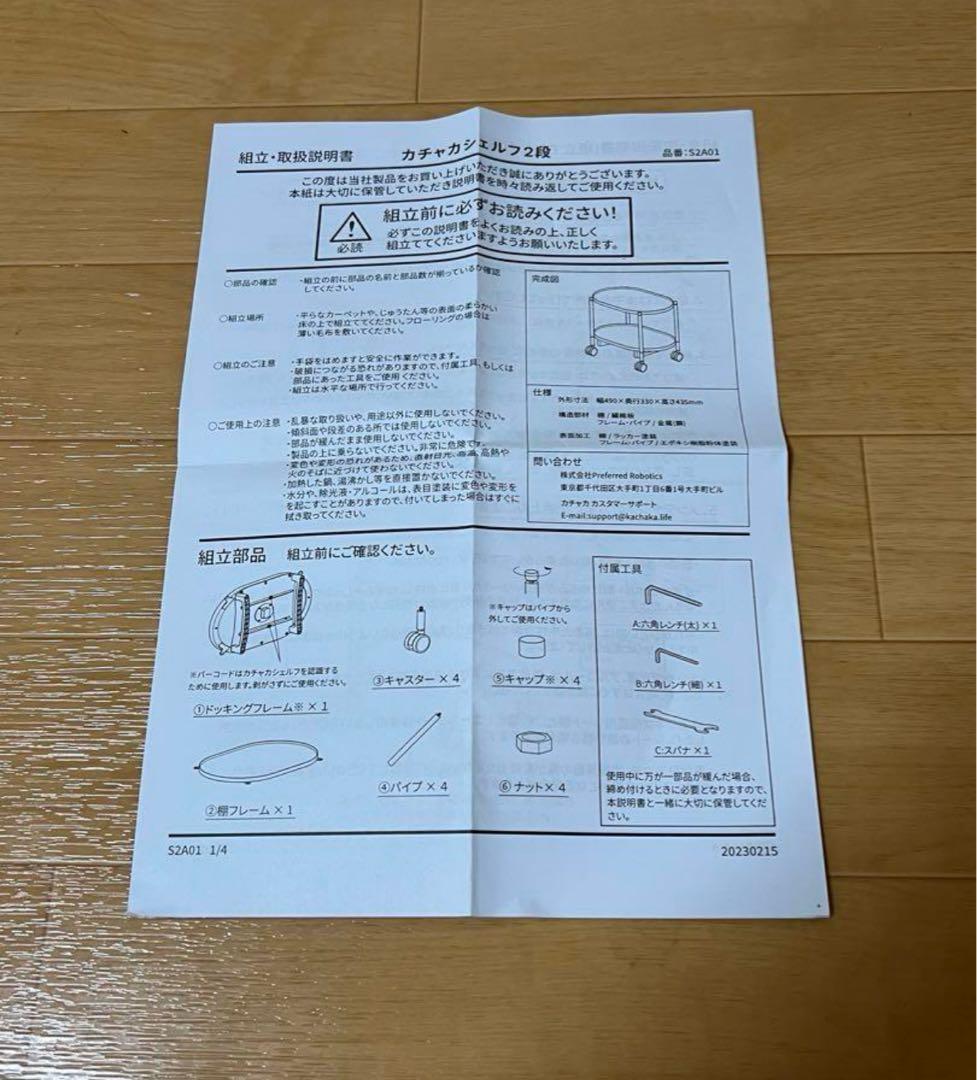 組立・取扱説明書 カチャカシェルフ2段 品番:S2A01
この度は当社製品をお買い上げいただき誠にありがとうございます。
本紙は大切に保管していただき説明書を時々読み返してご使用ください。
必読
組立前に必ずお読みください!
必ずこの説明書をよくお読みの上、正しく
組立ててくださいますようお願いいたします。
○部品の確認 ・組立の前に部品の名前と部品数が揃っているか確認
してください。
○組立場所 ・平らなカーペットや、じゅうたん等の表面の柔らかい
床の上で組立ててください。フローリングの場合は
薄い毛布を敷いてください。
○組立のご注意 ・手袋をはめますと安全に作業ができます。
・破損につながる恐れがありますので、付属工具、もしくは
部品にあった工具をご使用ください。
・組立は水平な場所で行ってください。
○ご使用上の注意 ・乱暴な取り扱いや、用途以外に使用しないでください。
・傾斜面や段差のある所では使用しないでください。
・部品が緩んだまま使用しないでください。
・製品の上に乗らないでください。非常に危険です。
・変色や変形の恐れがあるため、直射日光、高温、高熱や
火のそばに近づけて使わないでください。
・加熱した鍋、湯沸かし等を直接置かないでください。
・水分や、除光液・アルコールは、表目塗装に変色や変形を
を起こすことがありますので、付いてしまった場合はすぐに
拭き取ってください。
完成図
仕様
外形寸法 幅490×奥行330×高さ435mm
構造部材 棚/繊維板
フレーム・パイプ/金属(鋼)
表面加工 棚/ラッカー塗装
フレーム・パイプ/エポキシ樹脂粉体塗装
問い合わせ
株式会社Preferred Robotics
東京都千代田区大手町1丁目6番1号大手町ビル
カチャカ カスタマーサポート
E-mail:support@kachaka.life
組立部品 組立前にご確認ください。
※バーコードはカチャカシェルフを認識する
ために使用します。剥がさずにご使用ください。
①ドッキングフレーム※×1
②棚フレーム×1
③キャスター×4
④パイプ×4
※キャップはパイプから
外してご使用ください。
⑤キャップ※×4
⑥ナット×4
付属工具
A:六角レンチ(太)×1
B:六角レンチ(細)×1
C:スパナ×1
使用中に万が一部品が緩んだ場合、
締め付けるときに必要となりますので、
本説明書と一緒に大切に保管してくだ
さい。
S2A01 1/4
20230215